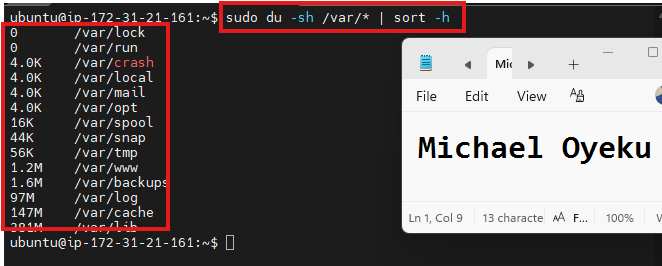 ubuntu@ip-172-31-21-161:~$ sudo du -sh /var/* | sort -h
0 /var/lock
0 /var/run
4.0K /var/crash
4.0K /var/local
4.0K /var/mail
4.0K /var/opt
16K /var/spool
44K /var/snap
56K /var/tmp
1.2M /var/www
1.6M /var/backups
97M /var/log
147M /var/cache
381M /var/lib
ubuntu@ip-172-31-21-161:~$
Mic
File Edit View
Michael Oyeku
Ln 1, Col 9 13 characte F... 100% W